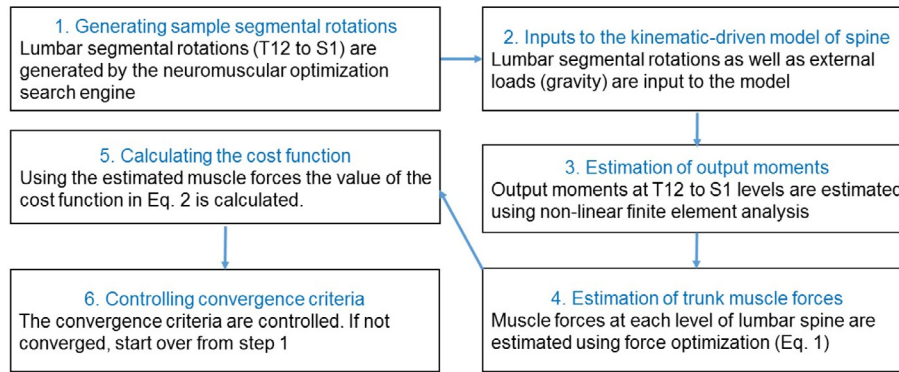 1. Generating sample segmental rotations
Lumbar segmental rotations (T12 to S1) are
generated by the neuromuscular optimization
search engine
2. Inputs to the kinematic-driven model of spine
Lumbar segmental rotations as well as external
loads (gravity) are input to the model
3. Estimation of output moments
Output moments at T12 to S1 levels are estimated
using non-linear finite element analysis
4. Estimation of trunk muscle forces
Muscle forces at each level of lumbar spine are
estimated using force optimization (Eq. 1)
5. Calculating the cost function
Using the estimated muscle forces the value of the
cost function in Eq. 2 is calculated.
6. Controlling convergence criteria
The convergence criteria are controlled. If not
converged, start over from step 1